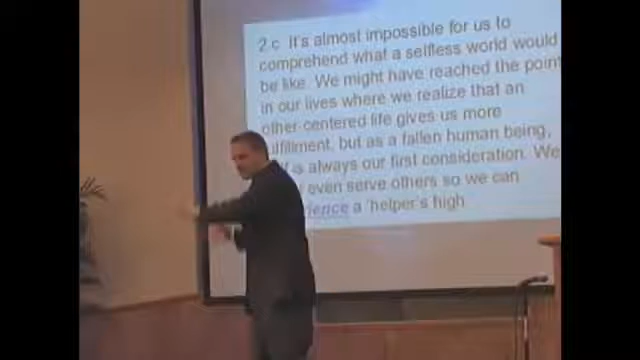 2.c It's almost impossible for us to
comprehend what a selfless world would
be like. We might have reached the point
in our lives where we realize that an
other-centered life gives us more
fulfillment, but as a fallen human being,
is always our first consideration. We
even serve others so we can
a 'helper's high